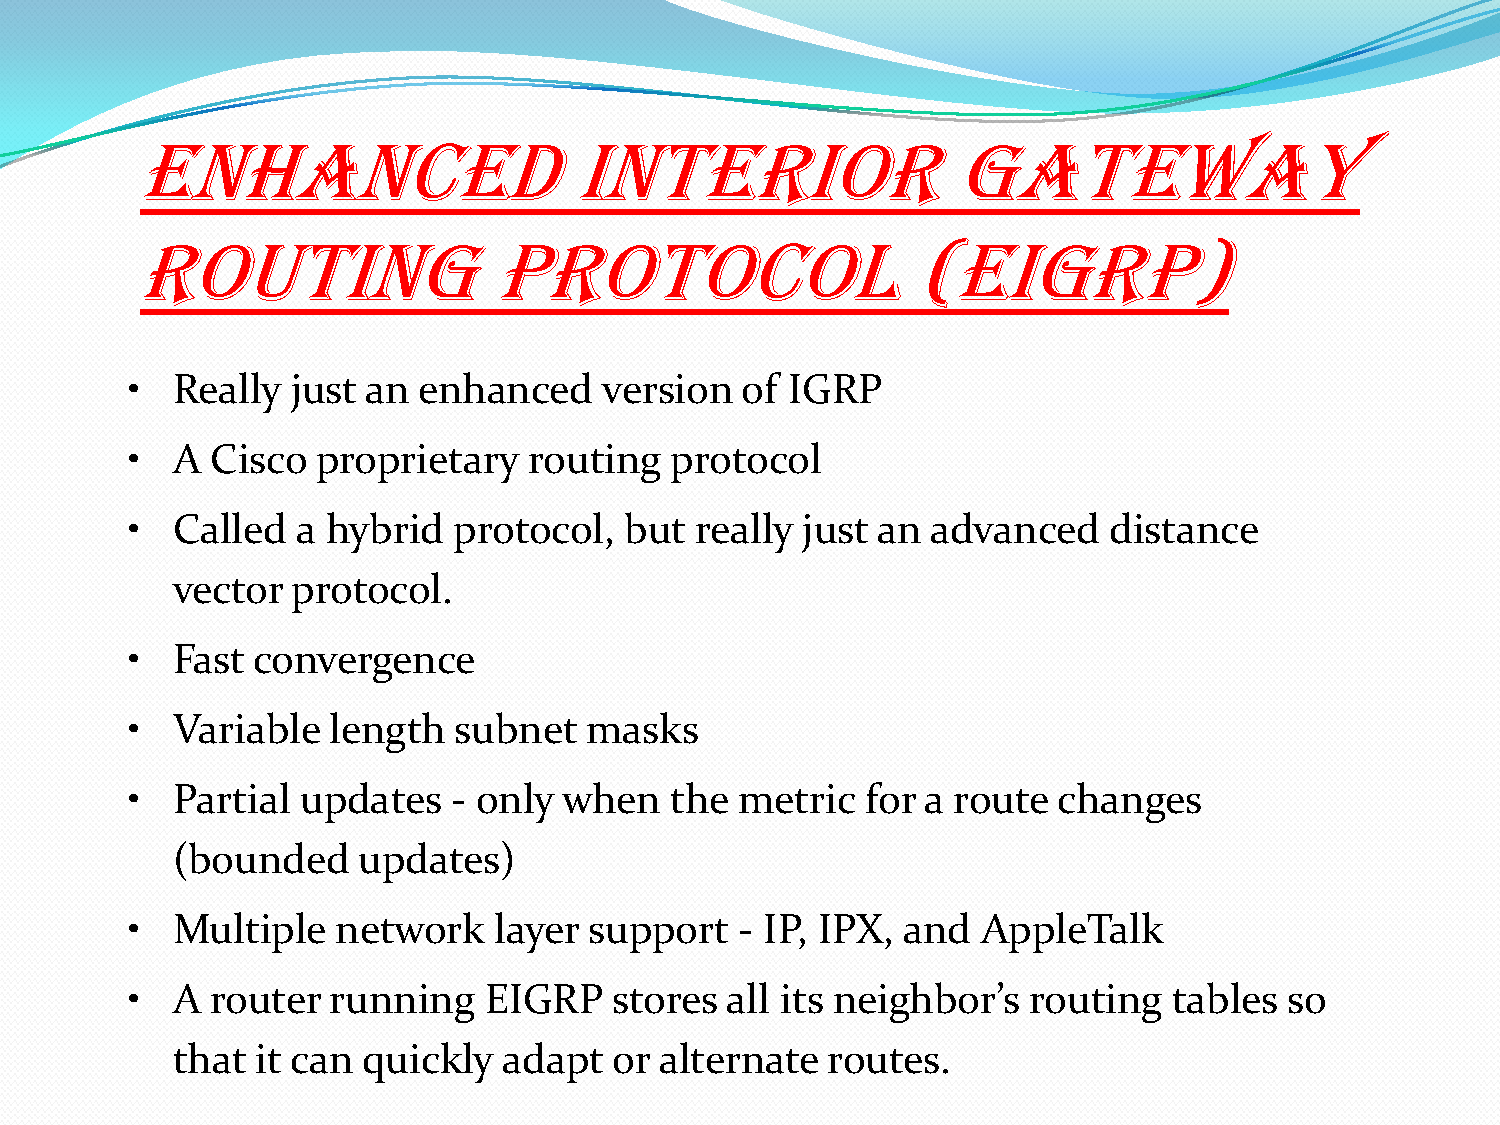 ENHANCED INTERIOR GATEWAY
ROUTING PROTOCOL (EIGRP)
• Really just an enhanced version of IGRP
• A Cisco proprietary routing protocol
• Called a hybrid protocol, but really just an advanced distance
vector protocol.
• Fast convergence
• Variable length subnet masks
• Partial updates - only when the metric for a route changes
(bounded updates)
• Multiple network layer support - IP, IPX, and AppleTalk
• A router running EIGRP stores all its neighbor’s routing tables so
that it can quickly adapt or alternate routes.